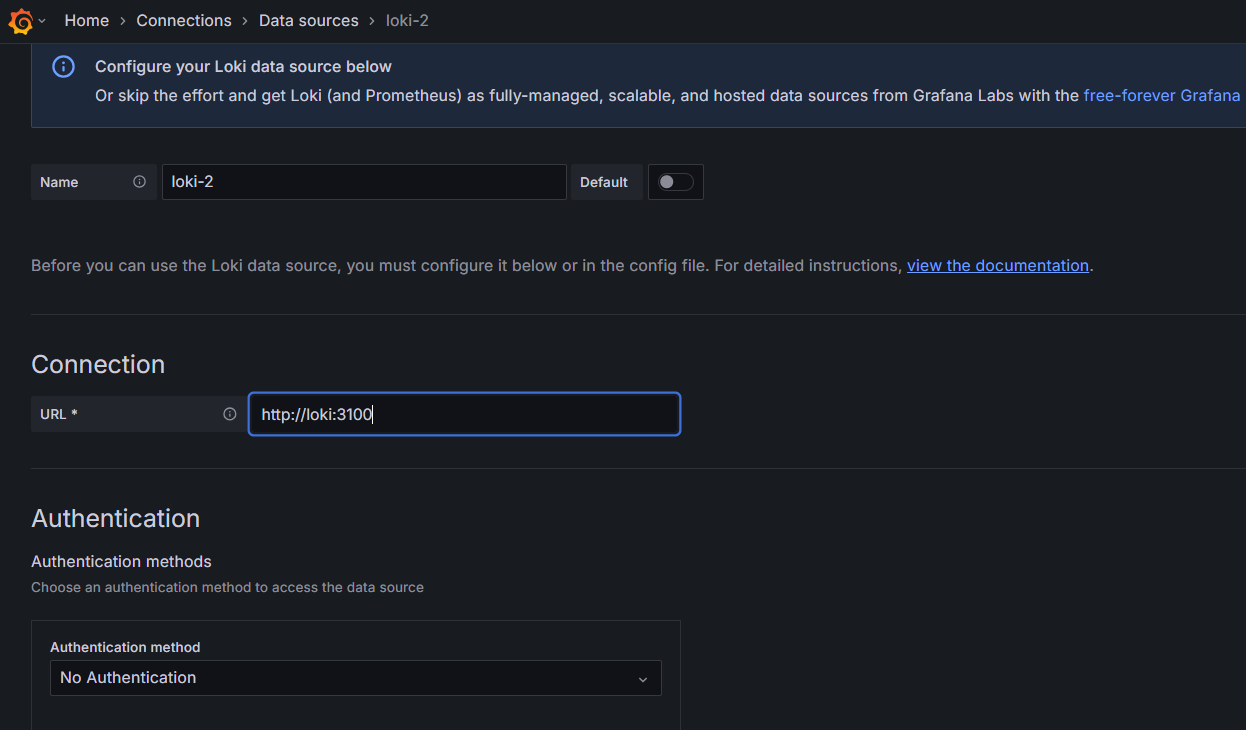 Home › Connections › Data sources › loki-2
Configure your Loki data source below
Or skip the effort and get Loki (and Prometheus) as fully-managed, scalable, and hosted data sources from Grafana Labs with the free-forever Grafana
Name loki-2 Default
Before you can use the Loki data source, you must configure it below or in the config file. For detailed instructions, view the documentation.
Connection
URL * http://loki:3100
Authentication
Authentication methods
Choose an authentication method to access the data source
Authentication method
No Authentication